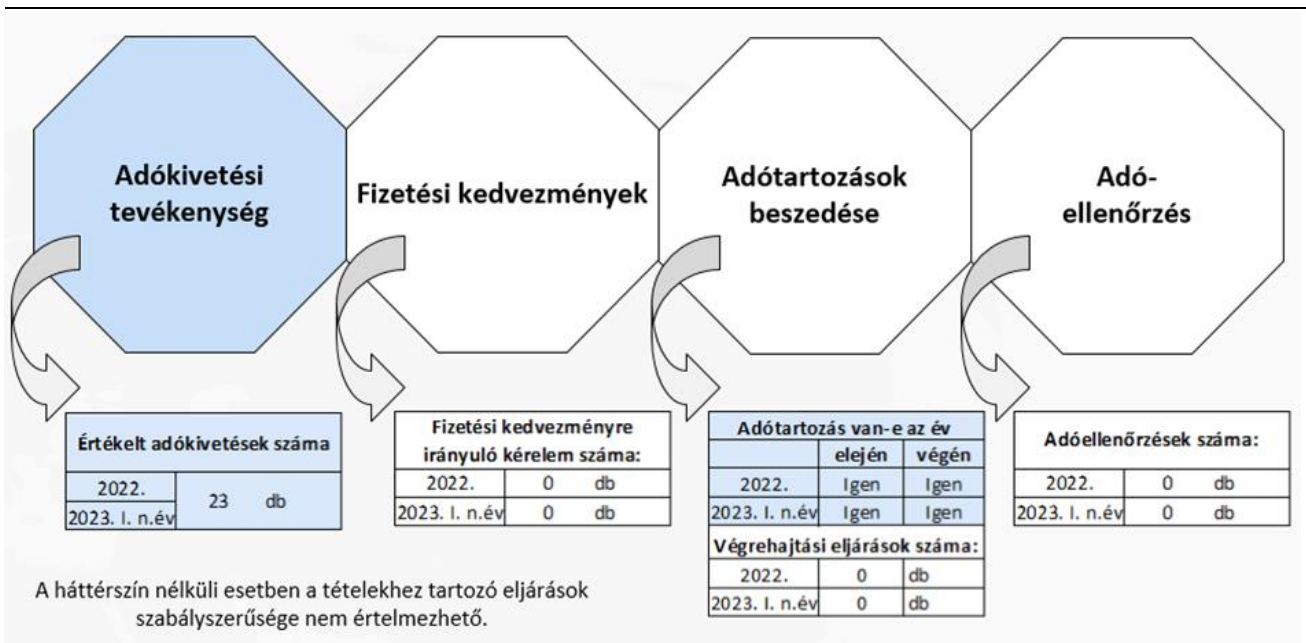 Adókivetési
tevékenység
Fizetési kedvezmények
Adótartozások
beszedése
Adó-
ellenőrzés
Értékelt adókivetések száma
2022.
23 db
2023. I. n.év
Fizetési kedvezményre
irányuló kérelem száma:
2022. 0 db
2023. I. n.év 0 db
Adótartozás van-e az év
elején végén
2022. Igen Igen
2023. I. n.év Igen Igen
Végrehajtási eljárások száma:
2022. 0 db
2023. I. n.év 0 db
Adóellenőrzések száma:
2022. 0 db
2023. I. n.év 0 db
A háttérszín nélküli esetben a tételekhez tartozó eljárások
szabályszerűsége nem értelmezhető.